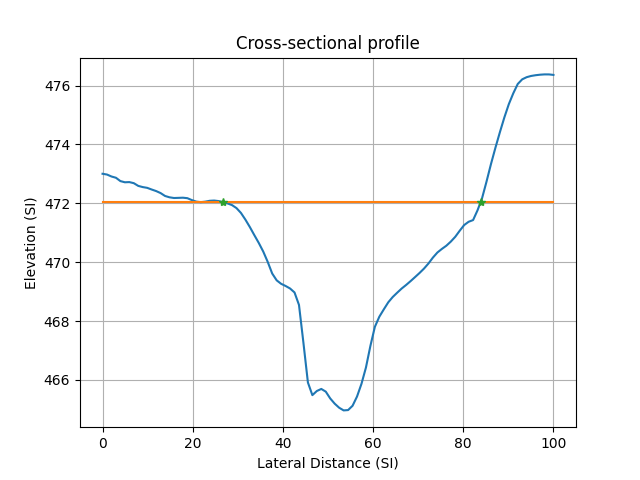 Cross-sectional profile
476
474
472
470
468
466
Elevation (SI)
0 20 40 60 80 100
Lateral Distance (SI)